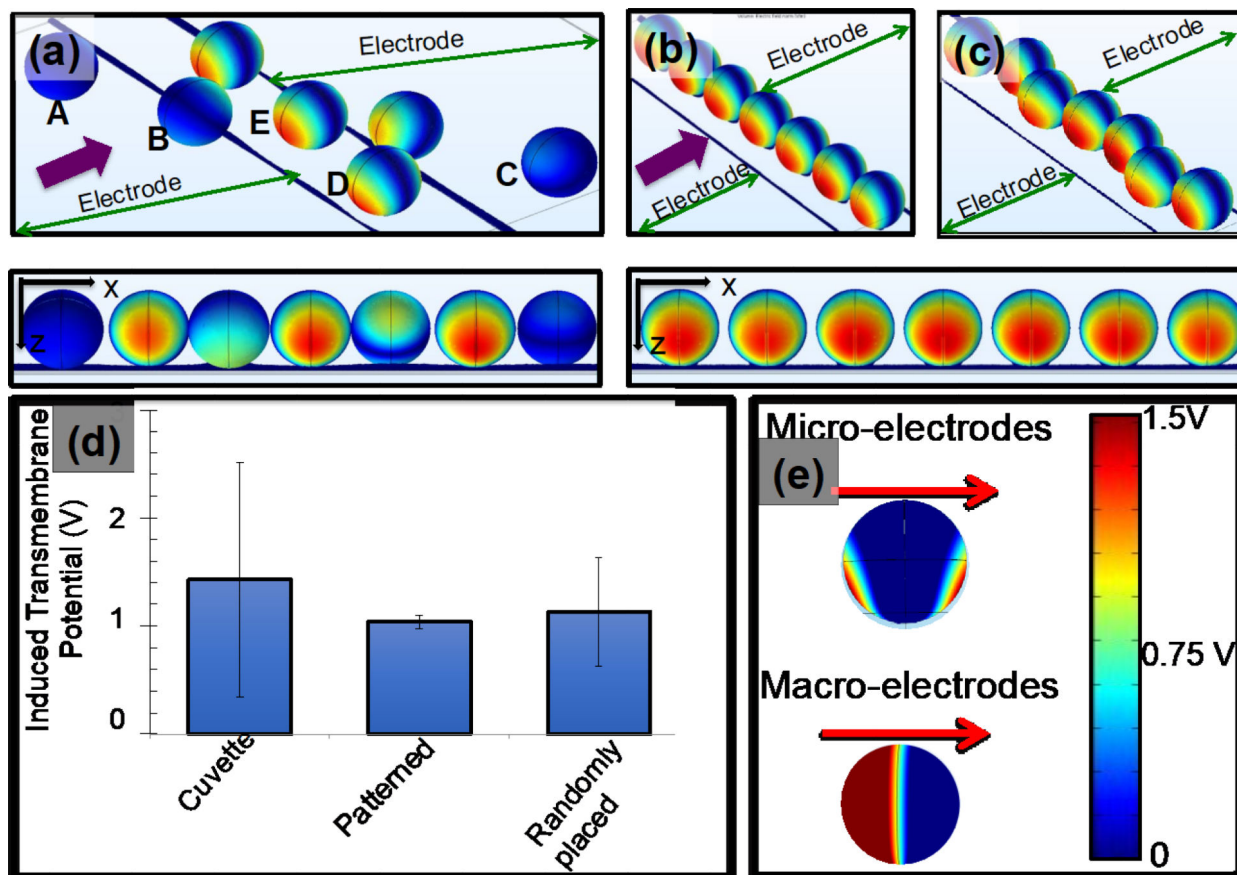 (a)
Electrode
A
B
E
D
C
Electrode
(b)
Electrode
Electrode
(c)
Electrode
Electrode
x
z
x
z
(d)
Induced Transmembrane
Potential (V)
3
2
1
0
Cuvette
Patterned
Randomly
placed
Micro-electrodes
(e)
Macro-electrodes
1.5V
0.75 V
0